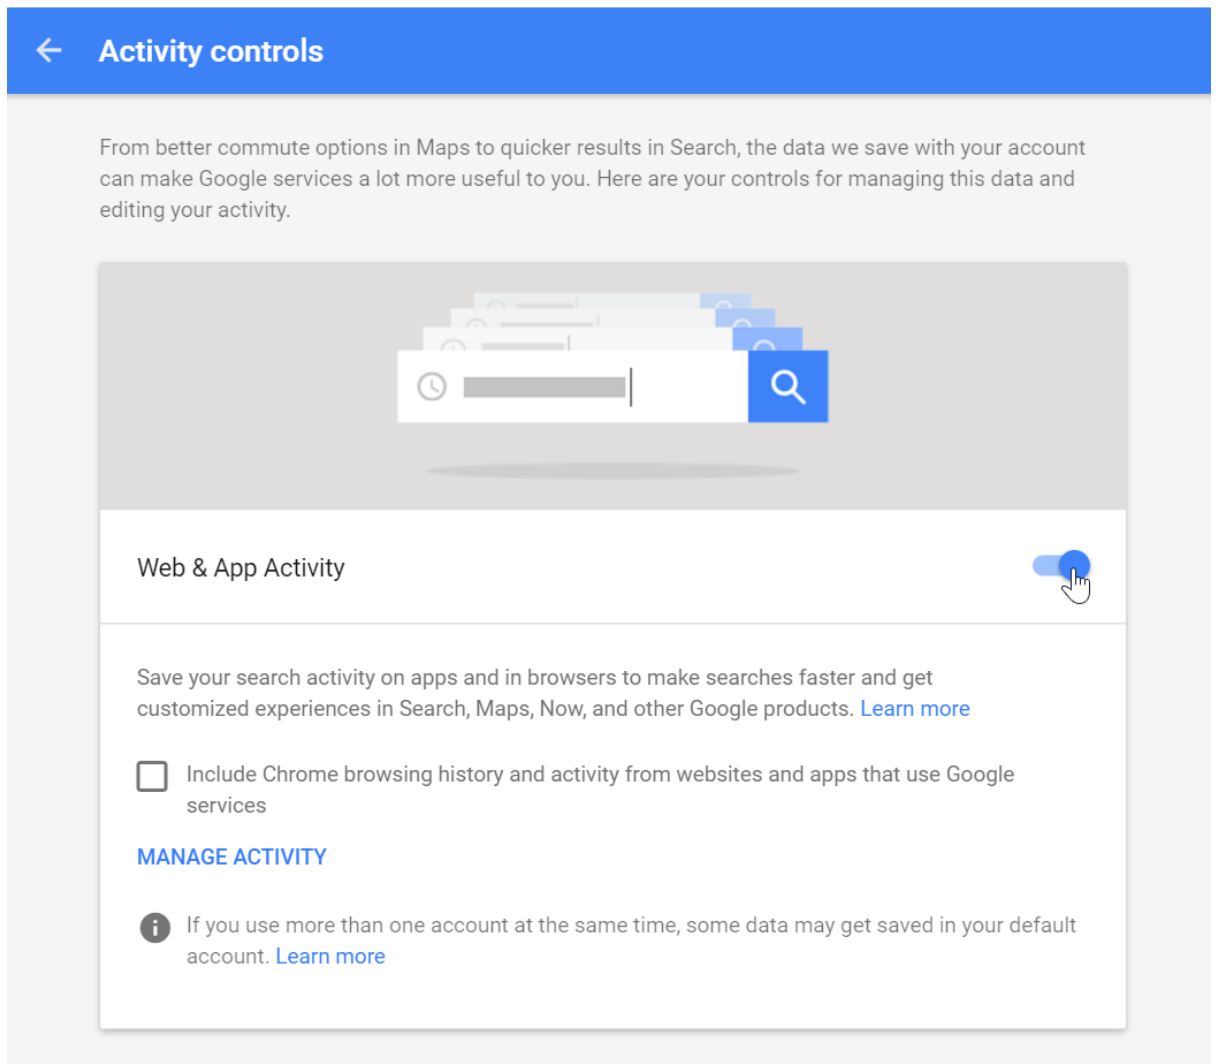 Activity controls
From better commute options in Maps to quicker results in Search, the data we save with your account
can make Google services a lot more useful to you. Here are your controls for managing this data and
editing your activity.
Web & App Activity
Save your search activity on apps and in browsers to make searches faster and get
customized experiences in Search, Maps, Now, and other Google products. Learn more
Include Chrome browsing history and activity from websites and apps that use Google
services
MANAGE ACTIVITY
If you use more than one account at the same time, some data may get saved in your default
account. Learn more